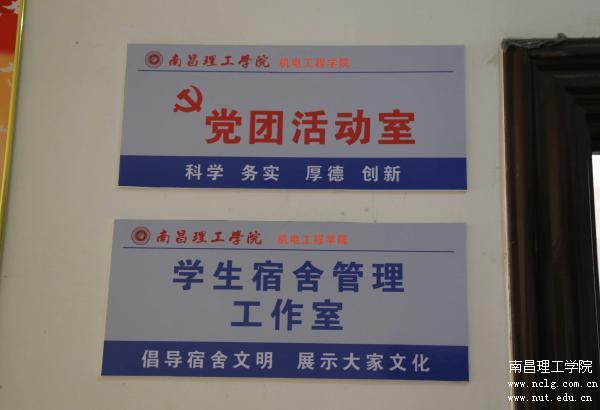 南昌理工学院 机电工程学院
党团活动室
科学 务实 厚德 创新
南昌理工学院 机电工程学院
学生宿舍管理
工作室
倡导宿舍文明 展示大家文化
南昌理工学院
www.nclg.com.cn
www.nut.edu.cn